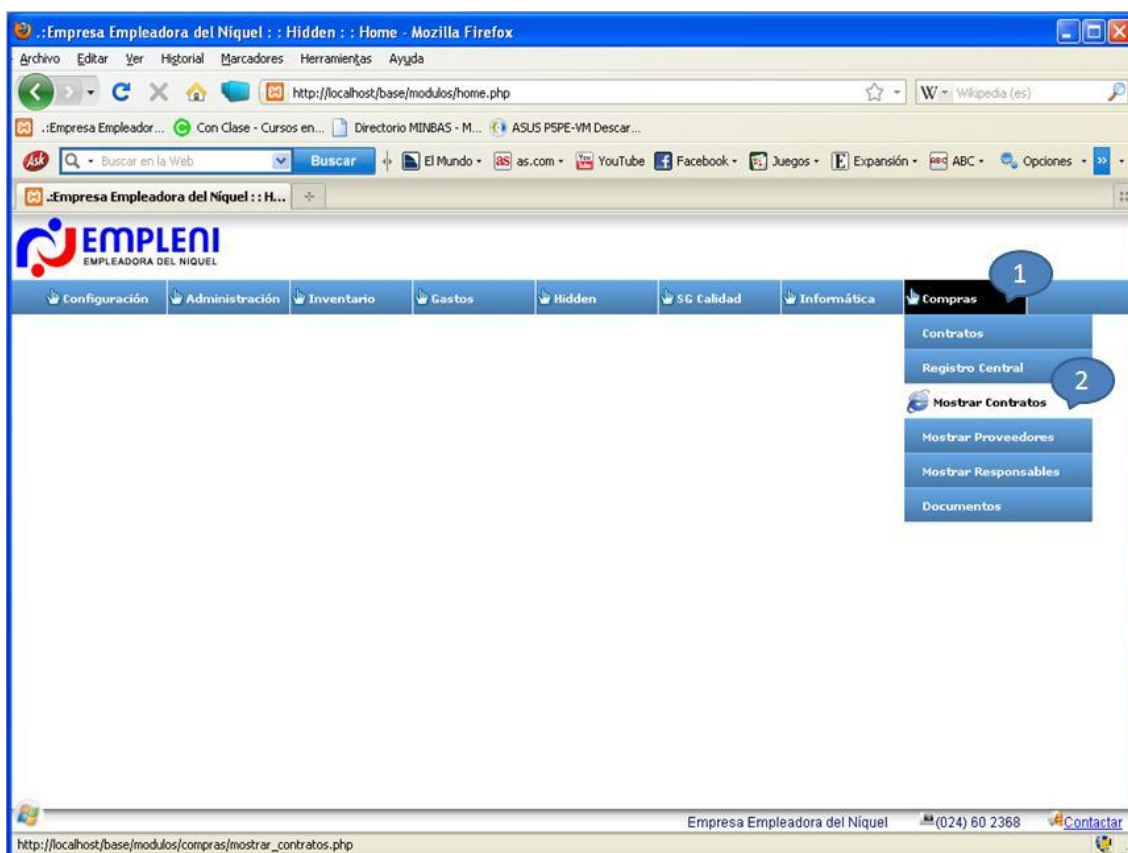 .:Empresa Empleadora del Níquel : : Hidden : : Home - Mozilla Firefox
Archivo Editar Ver Historial Marcadores Herramientas Ayuda
http://localhost/base/modulos/home.php
W Wikipedia (es)
.:Empresa Empleador... Con Clase - Cursos en... Directorio MINBAS - M... ASUS P5PE-VM Descar...
Ask Buscar en la Web Buscar El Mundo as as.com YouTube Facebook Juegos E Expansión ABC ABC Opciones »
.:Empresa Empleadora del Níquel : : H...
EMPLENI
EMPLEADORA DEL NIQUEL
1
Configuración Administración Inventario Gastos Hidden SG Calidad Informática Compras
Contratos
Registro Central
2
Mostrar Contratos
Mostrar Proveedores
Mostrar Responsables
Documentos
Empresa Empleadora del Níquel (024) 60 2368 Contactar
http://localhost/base/modulos/compras/mostrar_contratos.php